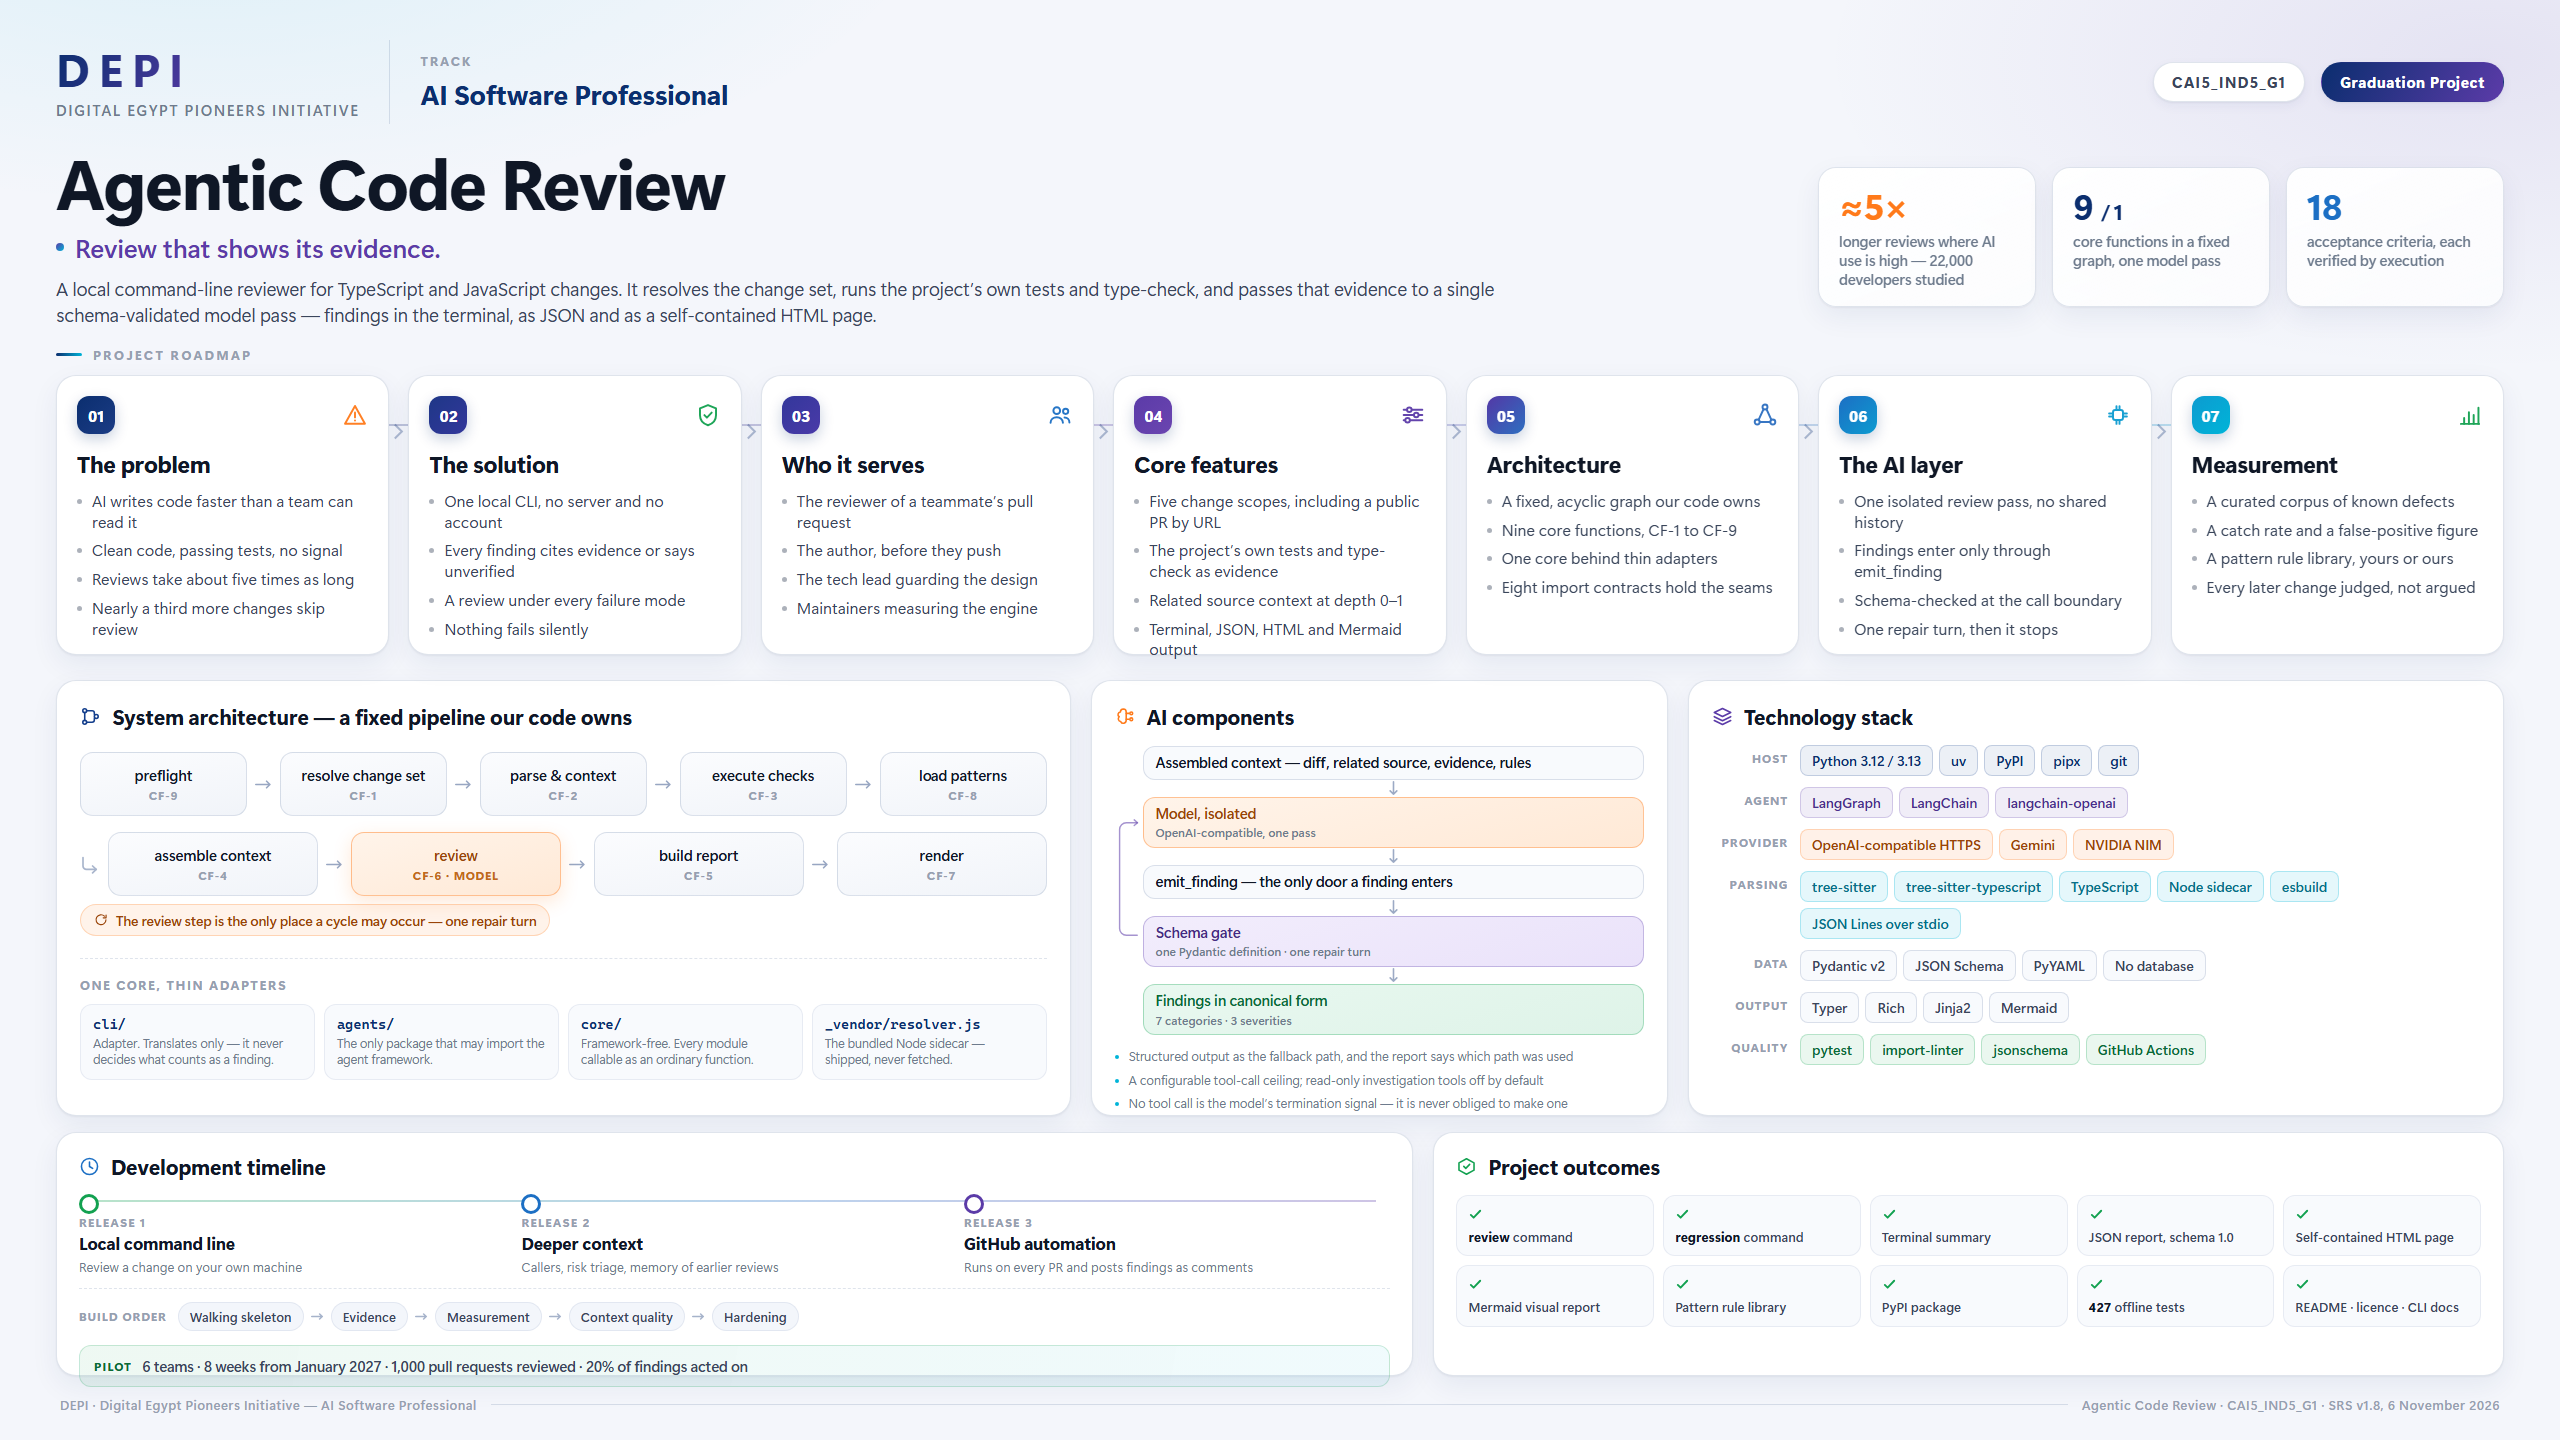 DEPI
DIGITAL EGYPT PIONEERS INITIATIVE
TRACK
AI Software Professional
CAI5_IND5_G1
Graduation Project
Agentic Code Review
Review that shows its evidence.
A local command-line reviewer for TypeScript and JavaScript changes. It resolves the change set, runs the project's own tests and type-check, and passes that evidence to a single
schema-validated model pass — findings in the terminal, as JSON and as a self-contained HTML page.
≈5×
longer reviews where AI
use is high — 22,000
developers studied
9 / 1
core functions in a fixed
graph, one model pass
18
acceptance criteria, each
verified by execution
PROJECT ROADMAP
01
The problem
• AI writes code faster than a team can
read it
• Clean code, passing tests, no signal
• Reviews take about five times as long
• Nearly a third more changes skip
review
02
The solution
• One local CLI, no server and no
account
• Every finding cites evidence or says
unverified
• A review under every failure mode
• Nothing fails silently
03
Who it serves
• The reviewer of a teammate's pull
request
• The author, before they push
• The tech lead guarding the design
• Maintainers measuring the engine
04
Core features
• Five change scopes, including a public
PR by URL
• The project's own tests and type-
check as evidence
• Related source context at depth 0–1
• Terminal, JSON, HTML and Mermaid
output
05
Architecture
• A fixed, acyclic graph our code owns
• Nine core functions, CF-1 to CF-9
• One core behind thin adapters
• Eight import contracts hold the seams
06
The AI layer
• One isolated review pass, no shared
history
• Findings enter only through
emit_finding
• Schema-checked at the call boundary
• One repair turn, then it stops
07
Measurement
• A curated corpus of known defects
• A catch rate and a false-positive figure
• A pattern rule library, yours or ours
• Every later change judged, not argued
System architecture — a fixed pipeline our code owns
preflight
CF-9
→
resolve change set
CF-1
→
parse & context
CF-2
→
execute checks
CF-3
→
load patterns
CF-8
assemble context
CF-4
→
review
CF-6 · MODEL
→
build report
CF-5
→
render
CF-7
The review step is the only place a cycle may occur — one repair turn
ONE CORE, THIN ADAPTERS
cli/
Adapter. Translates only — it never
decides what counts as a finding.
agents/
The only package that may import the
agent framework.
core/
Framework-free. Every module
callable as an ordinary function.
_vendor/resolver.js
The bundled Node sidecar —
shipped, never fetched.
AI components
Assembled context — diff, related source, evidence, rules
Model, isolated
OpenAI-compatible, one pass
emit_finding — the only door a finding enters
Schema gate
one Pydantic definition · one repair turn
Findings in canonical form
7 categories · 3 severities
• Structured output as the fallback path, and the report says which path was used
• A configurable tool-call ceiling; read-only investigation tools off by default
• No tool call is the model's termination signal — it is never obliged to make one
Technology stack
HOST Python 3.12 / 3.13 uv PyPI pipx git
AGENT LangGraph LangChain langchain-openai
PROVIDER OpenAI-compatible HTTPS Gemini NVIDIA NIM
PARSING tree-sitter tree-sitter-typescript TypeScript Node sidecar esbuild
JSON Lines over stdio
DATA Pydantic v2 JSON Schema PyYAML No database
OUTPUT Typer Rich Jinja2 Mermaid
QUALITY pytest import-linter jsonschema GitHub Actions
Development timeline
RELEASE 1
Local command line
Review a change on your own machine
RELEASE 2
Deeper context
Callers, risk triage, memory of earlier reviews
RELEASE 3
GitHub automation
Runs on every PR and posts findings as comments
BUILD ORDER Walking skeleton → Evidence → Measurement → Context quality → Hardening
PILOT 6 teams · 8 weeks from January 2027 · 1,000 pull requests reviewed · 20% of findings acted on
Project outcomes
review command
regression command
Terminal summary
JSON report, schema 1.0
Self-contained HTML page
Mermaid visual report
Pattern rule library
PyPI package
427 offline tests
README · licence · CLI docs
DEPI · Digital Egypt Pioneers Initiative — AI Software Professional
Agentic Code Review · CAI5_IND5_G1 · SRS v1.8, 6 November 2026